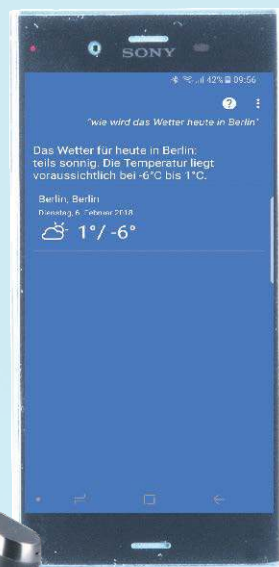 SONY
42% 09:56
"wie wird das Wetter heute in Berlin"
Das Wetter für heute in Berlin:
teils sonnig. Die Temperatur liegt
voraussichtlich bei -6°C bis 1°C.
Berlin, Berlin
Dienstag, 6. Februar 2018
1°/ -6°